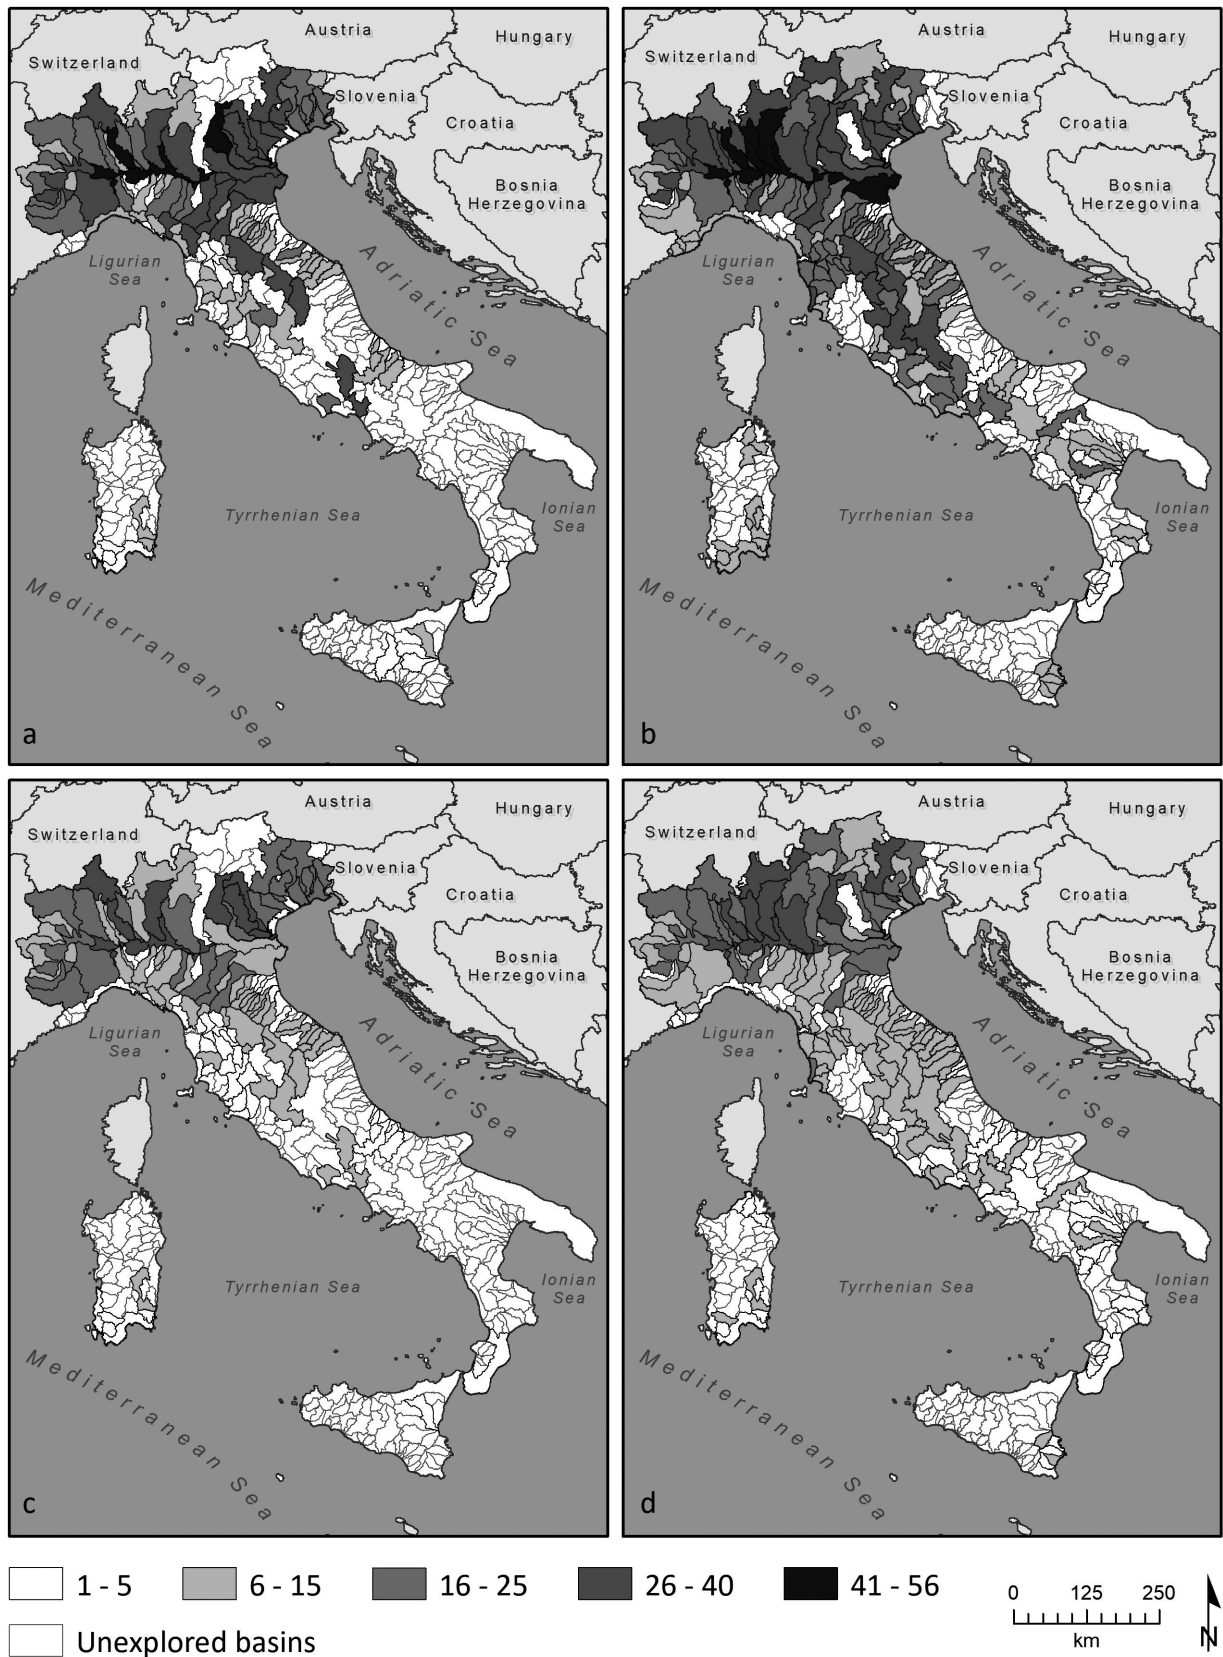 Austria
Hungary
Switzerland
Slovenia
Croatia
Bosnia
Herzegovina
Ligurian
Sea
Adriatic Sea
Tyrrhenian Sea
Ionian
Sea
Mediterranean Sea
a
Austria
Hungary
Switzerland
Slovenia
Croatia
Bosnia
Herzegovina
Ligurian
Sea
Adriatic Sea
Tyrrhenian Sea
Ionian
Sea
Mediterranean Sea
b
Austria
Hungary
Switzerland
Slovenia
Croatia
Bosnia
Herzegovina
Ligurian
Sea
Adriatic Sea
Tyrrhenian Sea
Ionian
Sea
Mediterranean Sea
c
Austria
Hungary
Switzerland
Slovenia
Croatia
Bosnia
Herzegovina
Ligurian
Sea
Adriatic Sea
Tyrrhenian Sea
Ionian
Sea
Mediterranean Sea
d
1 - 5
6 - 15
16 - 25
26 - 40
41 - 56
Unexplored basins
0 125 250
km
N